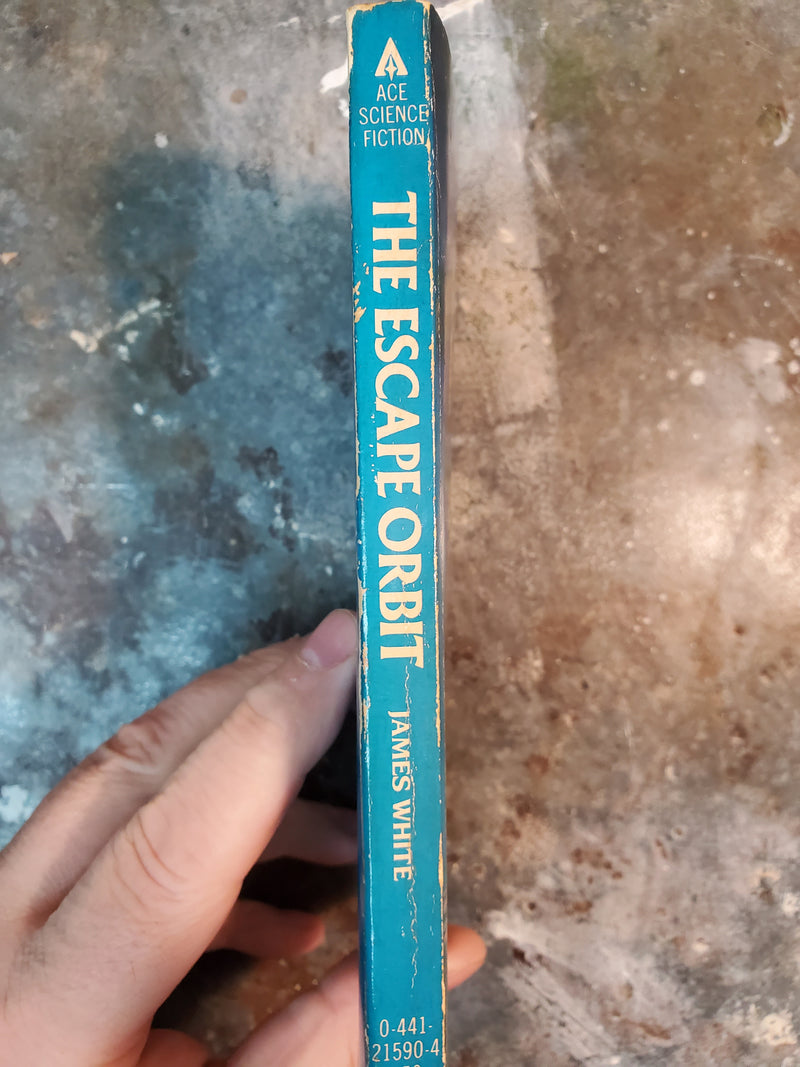 ACE
SCIENCE
FICTION
THE ESCAPE ORBIT
JAMES WHITE
0-441-
21590-4